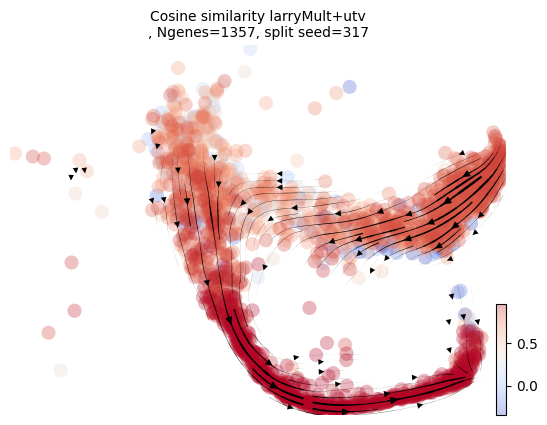 Cosine similarity larryMult+utv
, Ngenes=1357, split seed=317
0.5
0.0